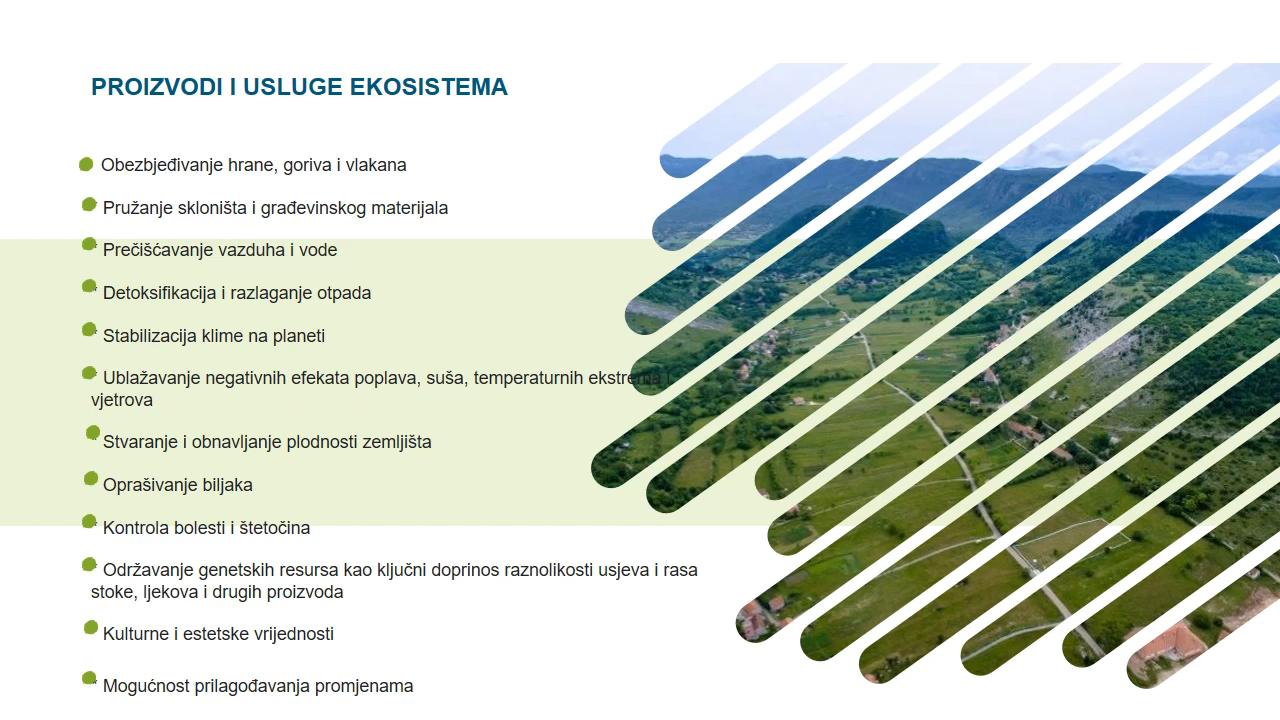 PROIZVODI I USLUGE EKOSISTEMA
Obezbjeđivanje hrane, goriva i vlakana
Pružanje skloništa i građevinskog materijala
Prečišćavanje vazduha i vode
Detoksifikacija i razlaganje otpada
Stabilizacija klime na planeti
Ublažavanje negativnih efekata poplava, suša, temperaturnih ekstrema i
vjetrova
Stvaranje i obnavljanje plodnosti zemljišta
Oprašivanje biljaka
Kontrola bolesti i štetočina
Održavanje genetskih resursa kao ključni doprinos raznolikosti usjeva i rasa
stoke, ljekova i drugih proizvoda
Kulturne i estetske vrijednosti
Mogućnost prilagođavanja promjenama